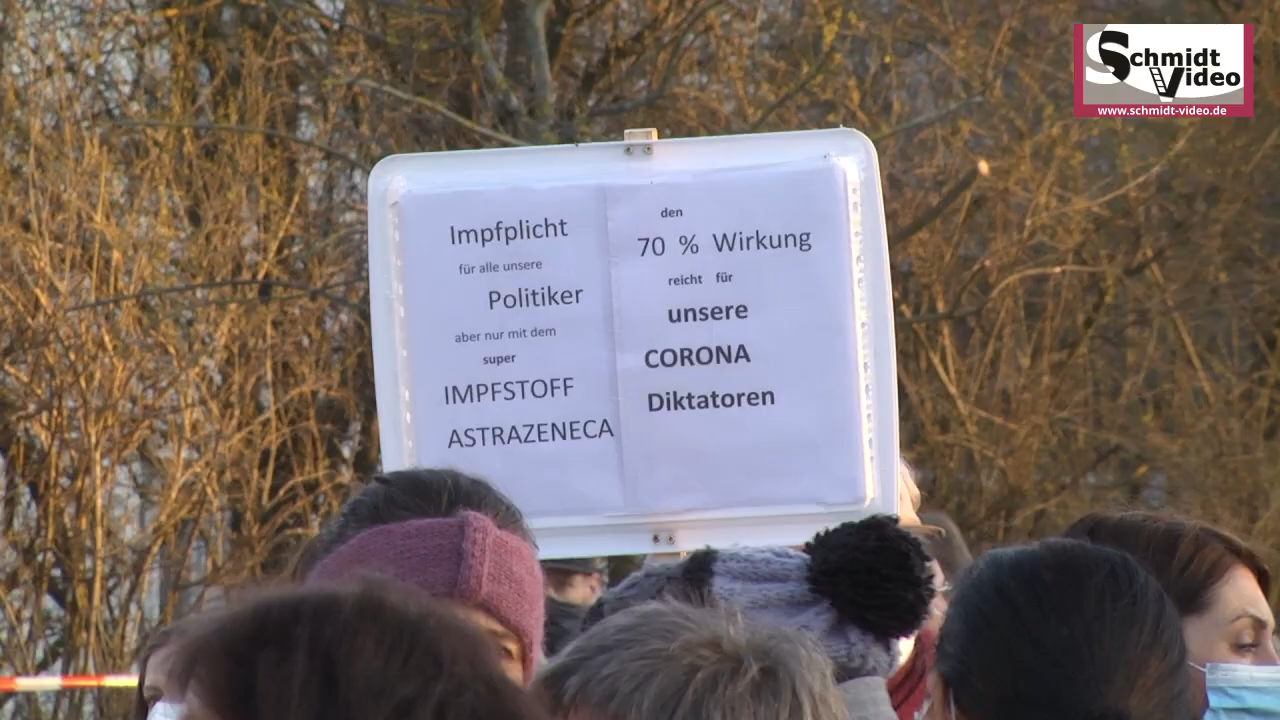 Schmidt
Video
www.schmidt-video.de
Impfplicht
für alle unsere
Politiker
aber nur mit dem
super
IMPFSTOFF
ASTRAZENECA
den
70 % Wirkung
reicht für
unsere
CORONA
Diktatoren